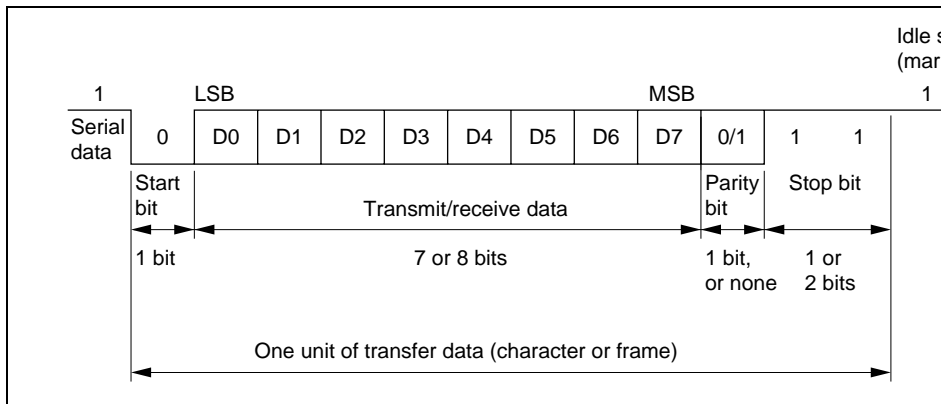 Idle s
(mar
1 LSB MSB 1
Serial
data
0 D0 D1 D2 D3 D4 D5 D6 D7 0/1 1 1
Start
bit
Transmit/receive data
Parity
bit
Stop bit
1 bit
7 or 8 bits
1 bit,
or none
1 or
2 bits
One unit of transfer data (character or frame)